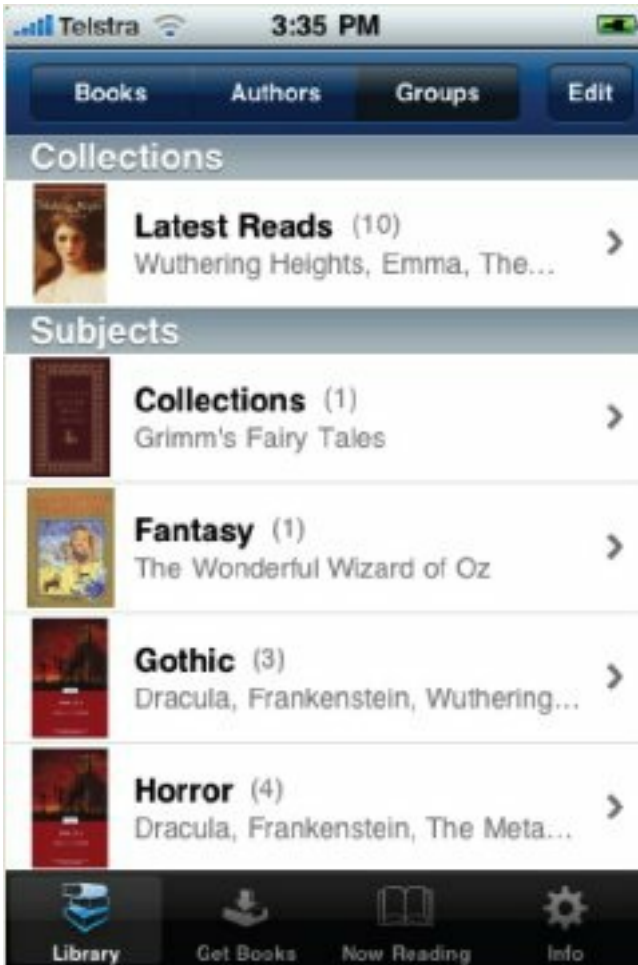 Telstra 3:35 PM
Books Authors Groups Edit
Collections
Latest Reads (10)
Wuthering Heights, Emma, The...
Subjects
Collections (1)
Grimm's Fairy Tales
Fantasy (1)
The Wonderful Wizard of Oz
Gothic (3)
Dracula, Frankenstein, Wuthering...
Horror (4)
Dracula, Frankenstein, The Meta...
Library Get Books Now Reading Info